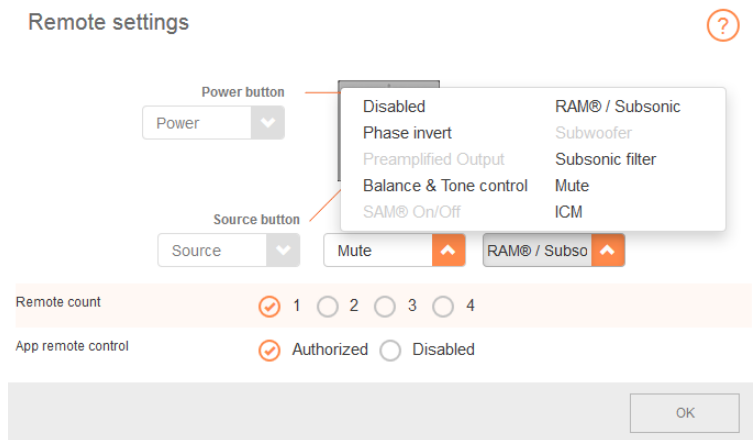 Remote settings
?
Power button
Power
Disabled
RAM® / Subsonic
Phase invert
Subwoofer
Preamplified Output
Subsonic filter
Balance & Tone control
Mute
SAM® On/Off
ICM
Source button
Source
Mute
RAM® / Subso
Remote count
1 2 3 4
App remote control
Authorized Disabled
OK